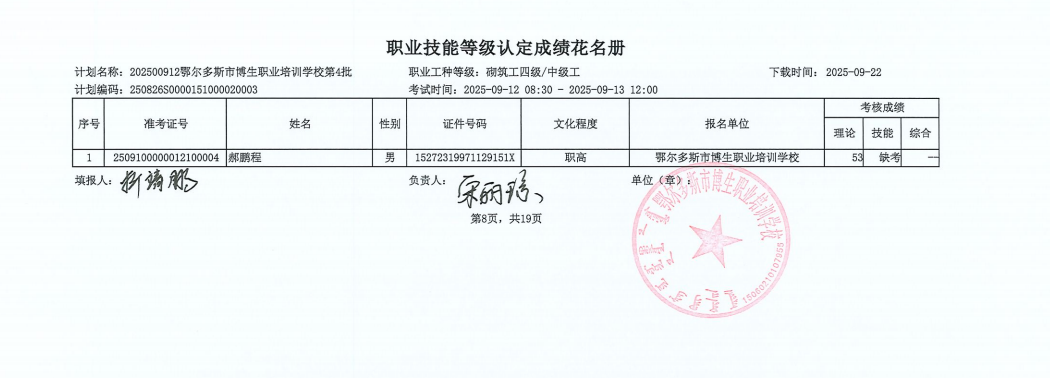 职业技能等级认定成绩花名册
计划名称：202500912鄂尔多斯市博生职业培训学校第4批 职业工种等级：砌筑工四级/中级工 下载时间：2025-09-22
计划编码：250826S0000151000020003 考试时间：2025-09-12 08:30 - 2025-09-13 12:00
序号 准考证号 姓名 性别 证件号码 文化程度 报名单位 考核成绩
理论 技能 综合
1 2509100000012100004 郝鹏程 男 15272319971129151X 职高 鄂尔多斯市博生职业培训学校 53 缺考 --
填报人： 负责人： 单位（章）：
第8页，共19页
鄂尔多斯市博生职业培训学校